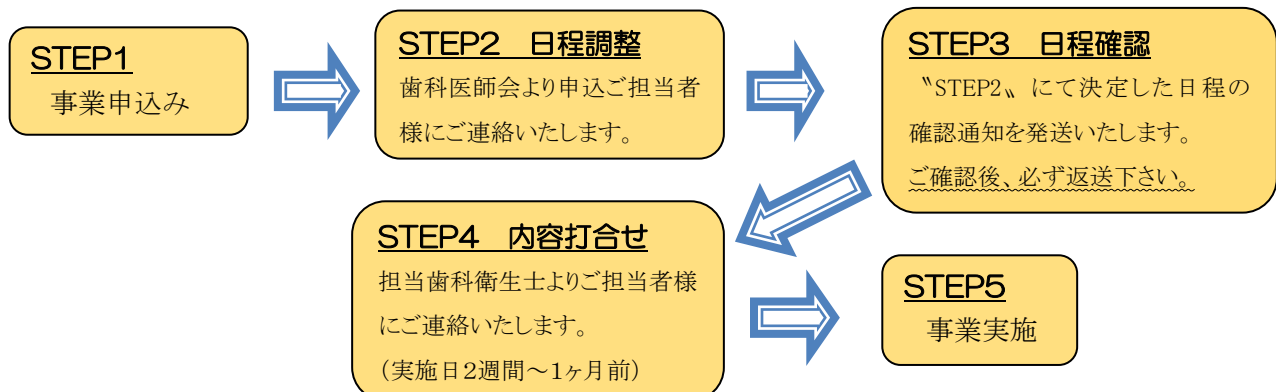 STEP1
事業申込み
STEP2 日程調整
歯科医師会より申込ご担当者
様にご連絡いたします。
STEP3 日程確認
〝STEP2〟にて決定した日程の
確認通知を発送いたします。
ご確認後、必ず返送下さい。
STEP4 内容打合せ
担当歯科衛生士よりご担当者様
にご連絡いたします。
(実施日2週間～1ヶ月前)
STEP5
事業実施